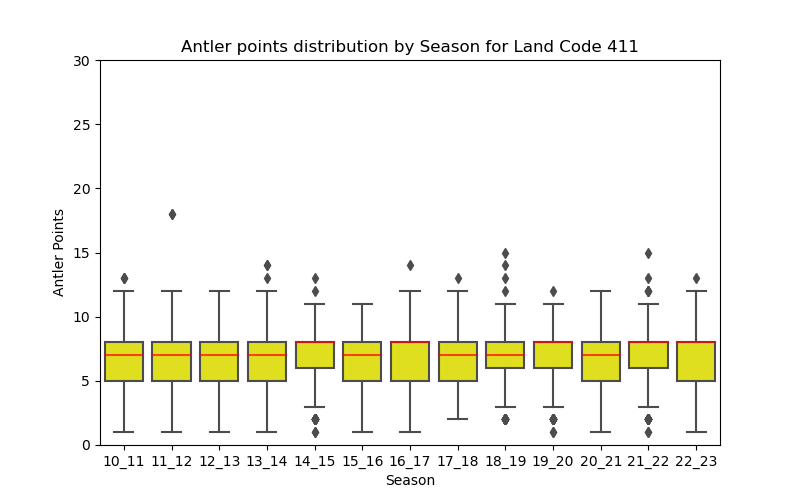 Antler points distribution by Season for Land Code 411
30
25
20
15
10
5
0
Antler Points
10_11 11_12 12_13 13_14 14_15 15_16 16_17 17_18 18_19 19_20 20_21 21_22 22_23
Season